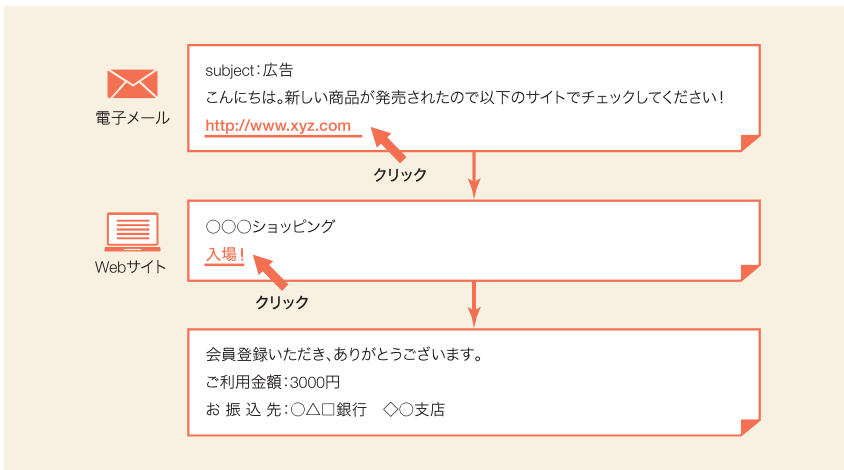 subject：広告
こんにちは。新しい商品が発売されたので以下のサイトでチェックしてください！
http://www.xyz.com
電子メール
クリック
○○○ショッピング
入場！
Webサイト
クリック
会員登録いただき、ありがとうございます。
ご利用金額：3000円
お 振 込 先：○△□銀行　◇○支店